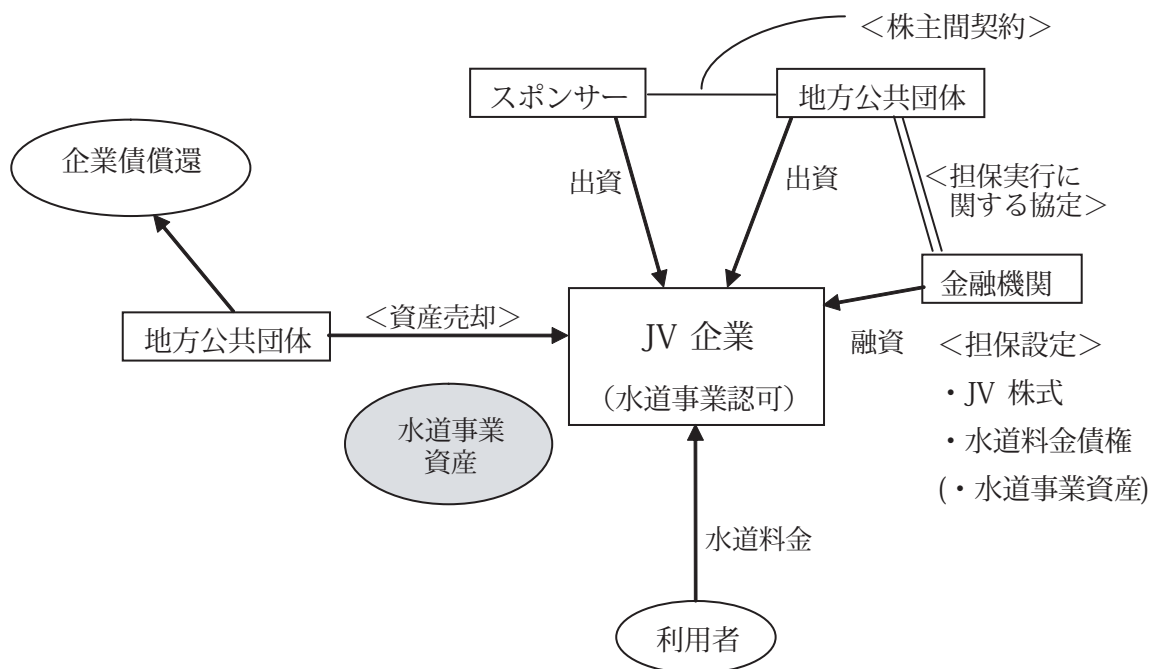 ＜株主間契約＞
スポンサー
地方公共団体
企業債償還
出資
出資
＜担保実行に
関する協定＞
金融機関
＜資産売却＞
地方公共団体
JV 企業
（水道事業認可）
融資
＜担保設定＞
・JV 株式
・水道料金債権
(・水道事業資産)
水道事業
資産
水道料金
利用者